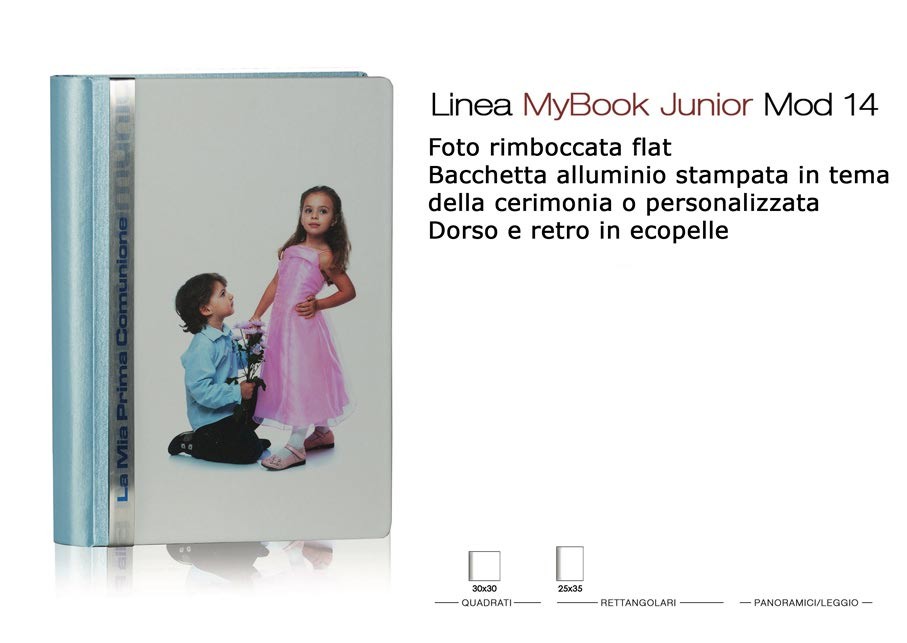 Linea MyBook Junior Mod 14
Foto rimboccata flat
Bacchetta alluminio stampata in tema
della cerimonia o personalizzata
Dorso e retro in ecopelle
La Mia Prima Comunione
30x30
25x35
QUADRATI
RETTANGOLARI
PANORAMICI/LEGGIO